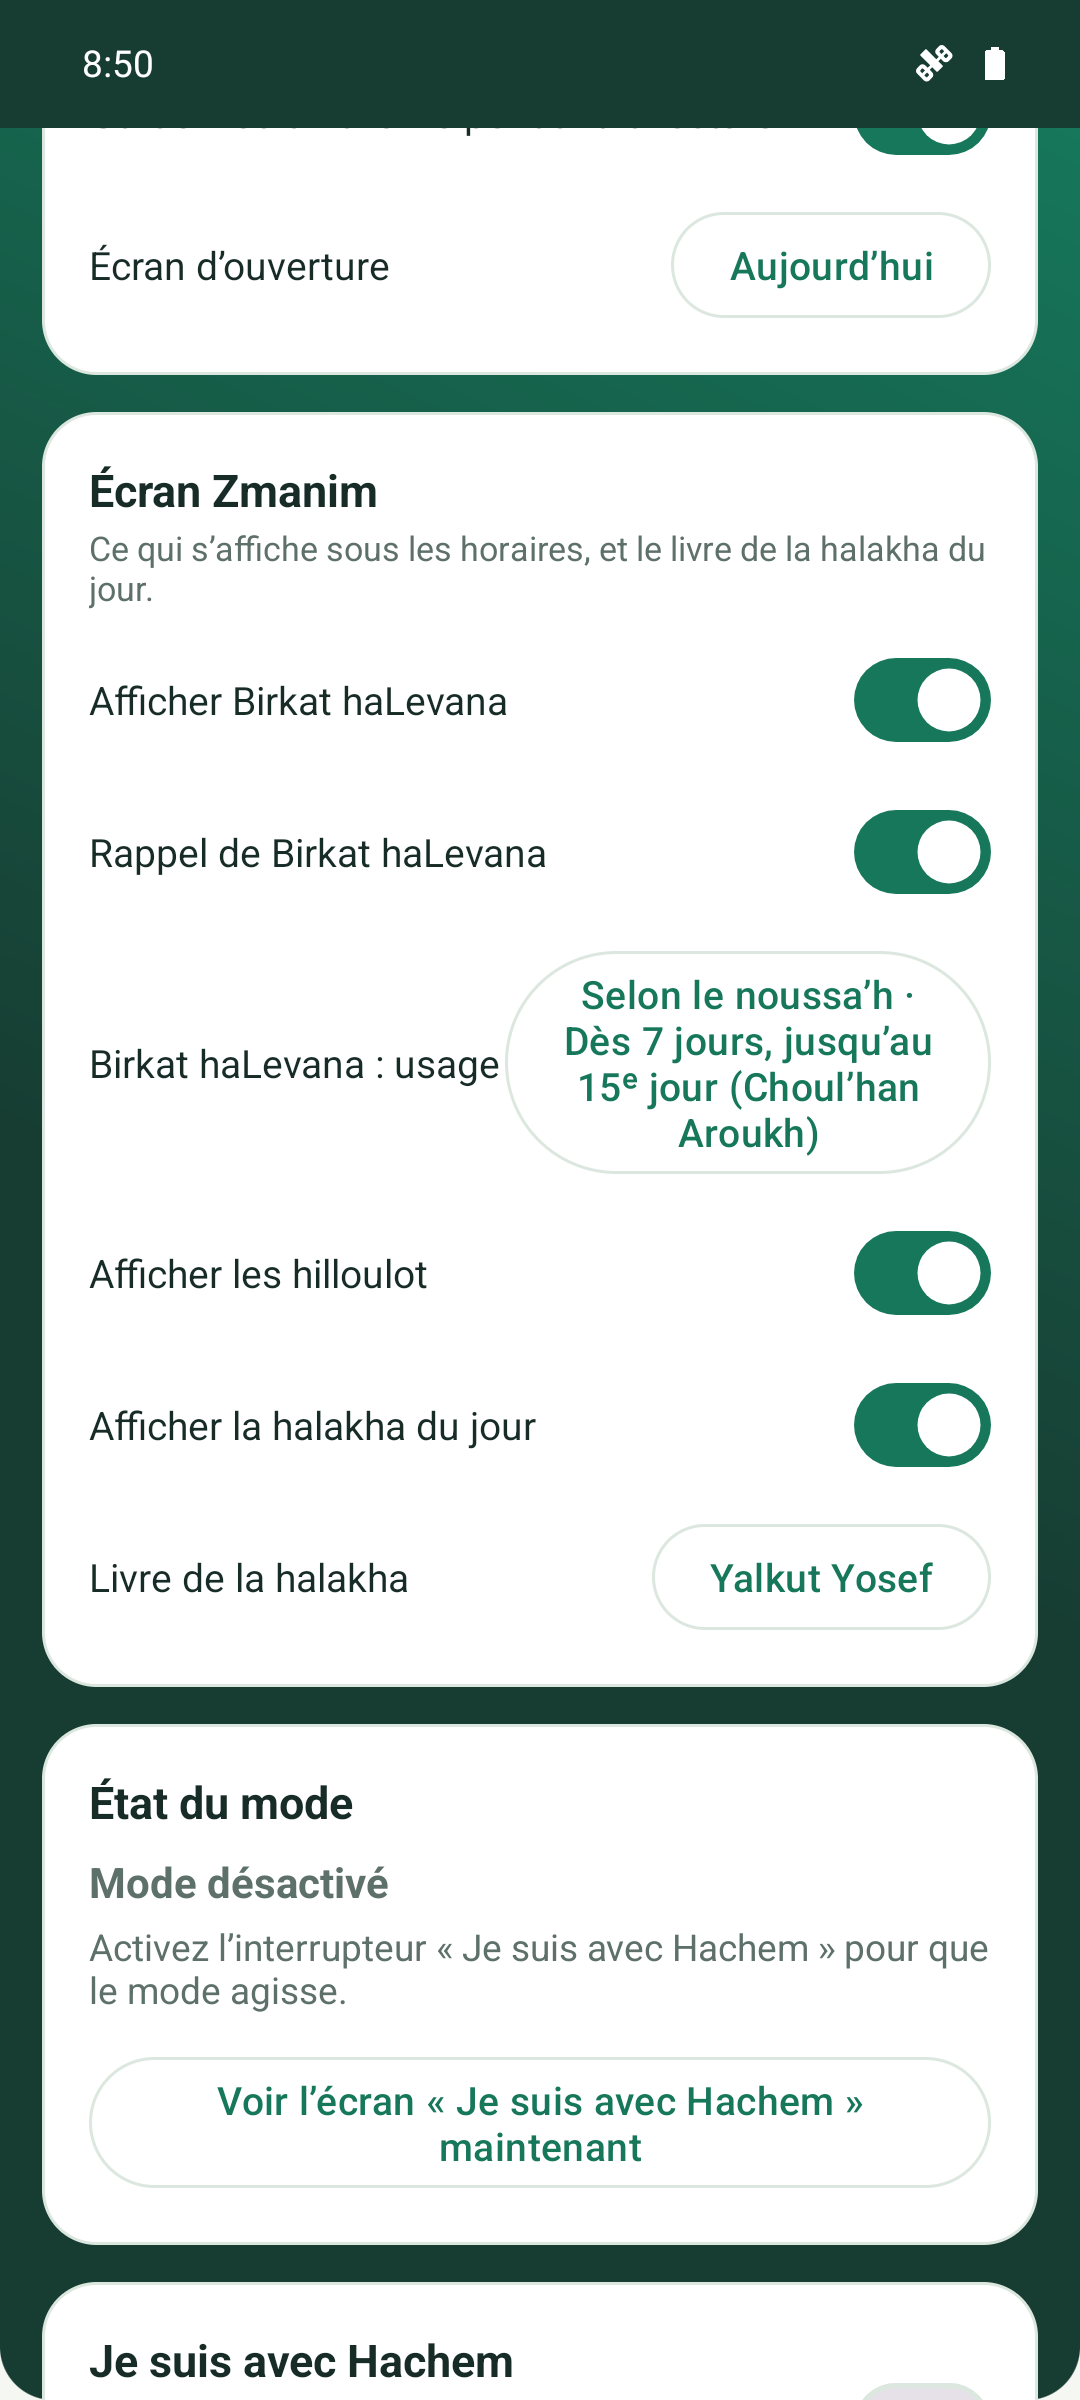 8:50
Écran d’ouverture
Aujourd’hui
Écran Zmanim
Ce qui s’affiche sous les horaires, et le livre de la halakha du
jour.
Afficher Birkat haLevana
Rappel de Birkat haLevana
Birkat haLevana : usage
Selon le noussa’h ·
Dès 7 jours, jusqu’au
15ᵉ jour (Choul’han
Aroukh)
Afficher les hilloulot
Afficher la halakha du jour
Livre de la halakha
Yalkut Yosef
État du mode
Mode désactivé
Activez l’interrupteur « Je suis avec Hachem » pour que
le mode agisse.
Voir l’écran « Je suis avec Hachem »
maintenant
Je suis avec Hachem